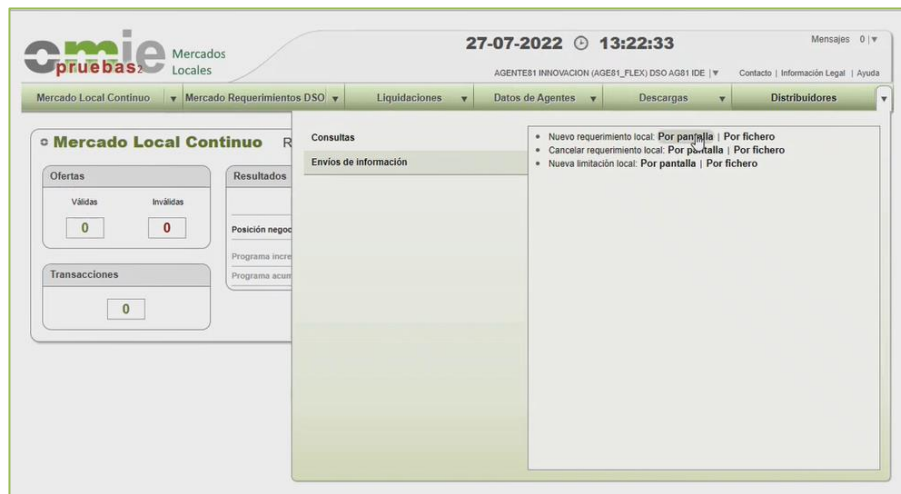 omie
pruebas2
Mercados
Locales
27-07-2022 13:22:33
Mensajes 0 | ▼
AGENTE81 INNOVACION (AGE81_FLEX) DSO AG81 IDE | ▼
Contacto | Información Legal | Ayuda
Mercado Local Continuo ▼ Mercado Requerimientos DSO ▼ Liquidaciones ▼ Datos de Agentes ▼ Descargas ▼ Distribuidores ▼
Mercado Local Continuo R
Ofertas
Válidas Inválidas
0 0
Transacciones
0
Resultados
Posición negoc
Programa incre
Programa acum
Consultas
Envíos de información
• Nuevo requerimiento local: Por pantalla | Por fichero
• Cancelar requerimiento local: Por pantalla | Por fichero
• Nueva limitación local: Por pantalla | Por fichero